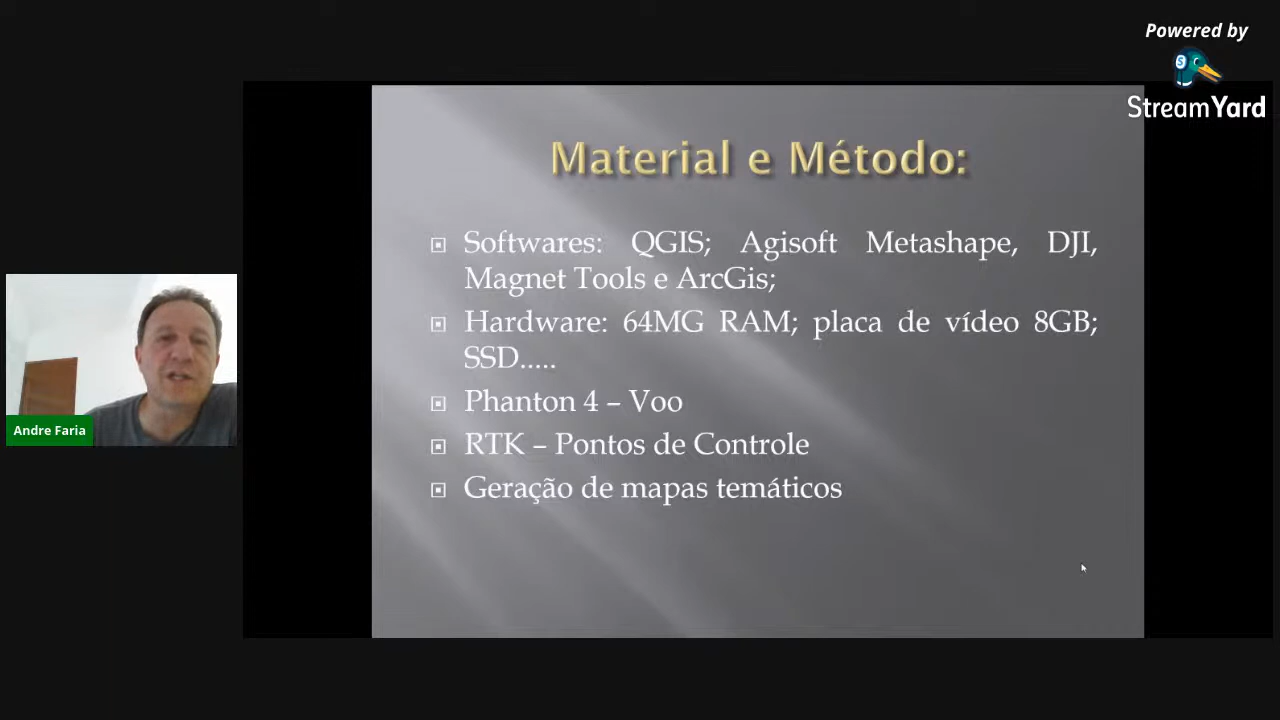 Powered by
StreamYard
Material e Método:
Softwares: QGIS; Agisoft Metashape, DJI,
Magnet Tools e ArcGis;
Hardware: 64MG RAM; placa de vídeo 8GB;
SSD.....
Phanton 4 – Voo
RTK – Pontos de Controle
Geração de mapas temáticos
Andre Faria